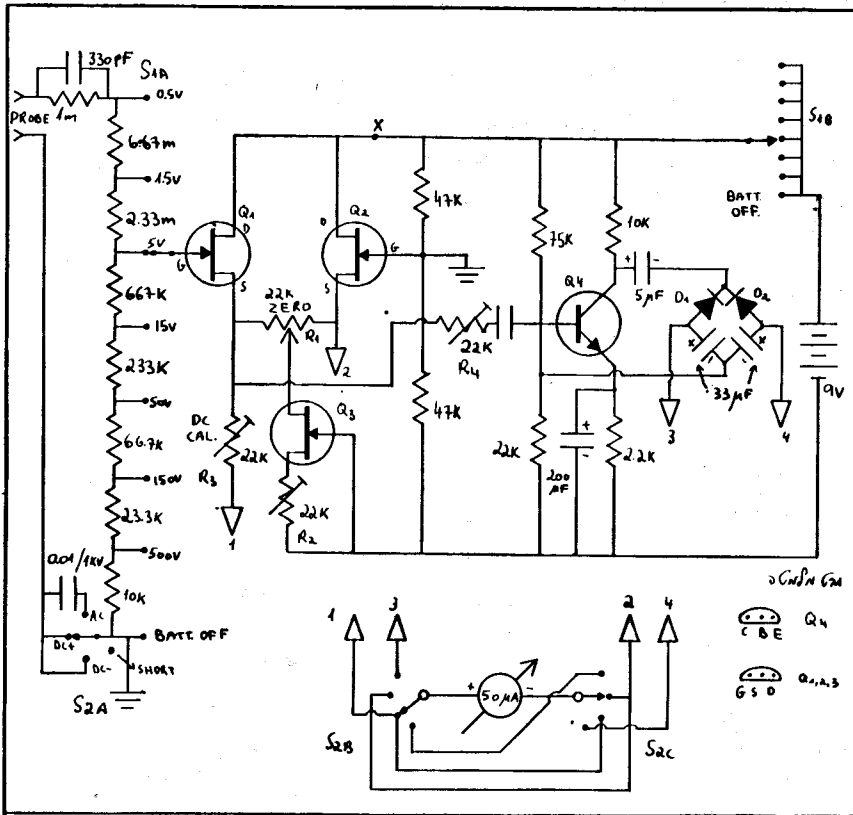 330pF
S1A
0.5V
PROBE
1m
6.67m
1.5V
2.33m
5V
667K
15V
233K
50V
66.7K
150V
23.3K
500V
0.01/1KV
10K
AC
BATT. OFF
DC+
DC-
SHORT
S2A
X
Q1
D
G
S
Q2
D
G
S
22K
ZERO
R1
2
47K
47K
DC
CAL.
22K
R3
1
Q3
22K
R2
22K
R4
75K
22K
10K
Q4
5µF
+
-
200
µF
+
-
2.2K
D1
D2
.33µF
3
4
S1B
BATT.
OFF.
9V
1
3
2
4
+
50µA
-
S2B
S2C
C B E
Q4
G S D
Q1,2,3